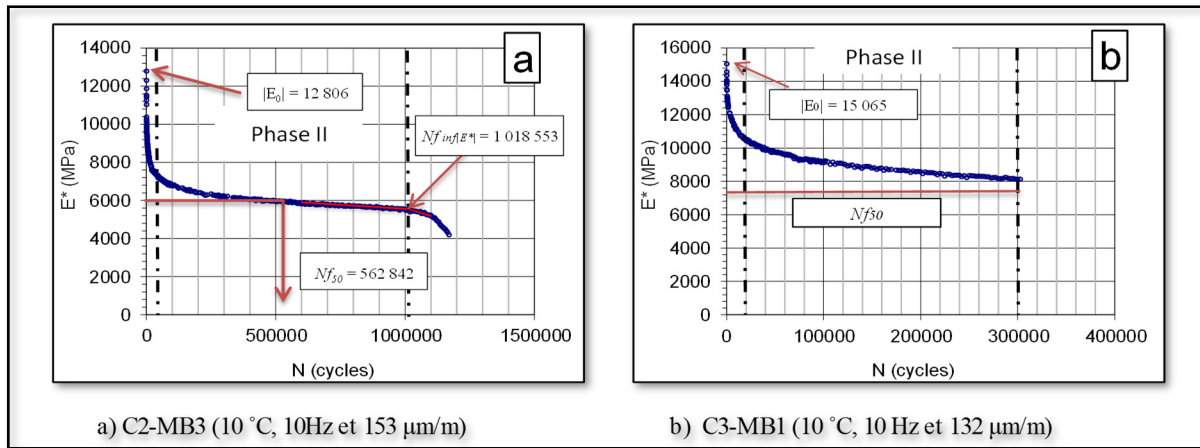 14000
12000
10000
8000
6000
4000
2000
0
E* (MPa)
a
|E₀| = 12 806
Phase II
Nf inf|E*| = 1 018 553
Nf₅₀ = 562 842
0 500000 1000000 1500000
N (cycles)
a) C2-MB3 (10 °C, 10Hz et 153 μm/m)
16000
14000
12000
10000
8000
6000
4000
2000
0
E* (MPa)
Phase II
b
|E0| = 15 065
Nf50
0 100000 200000 300000 400000
N (cycles)
b) C3-MB1 (10 °C, 10 Hz et 132 μm/m)